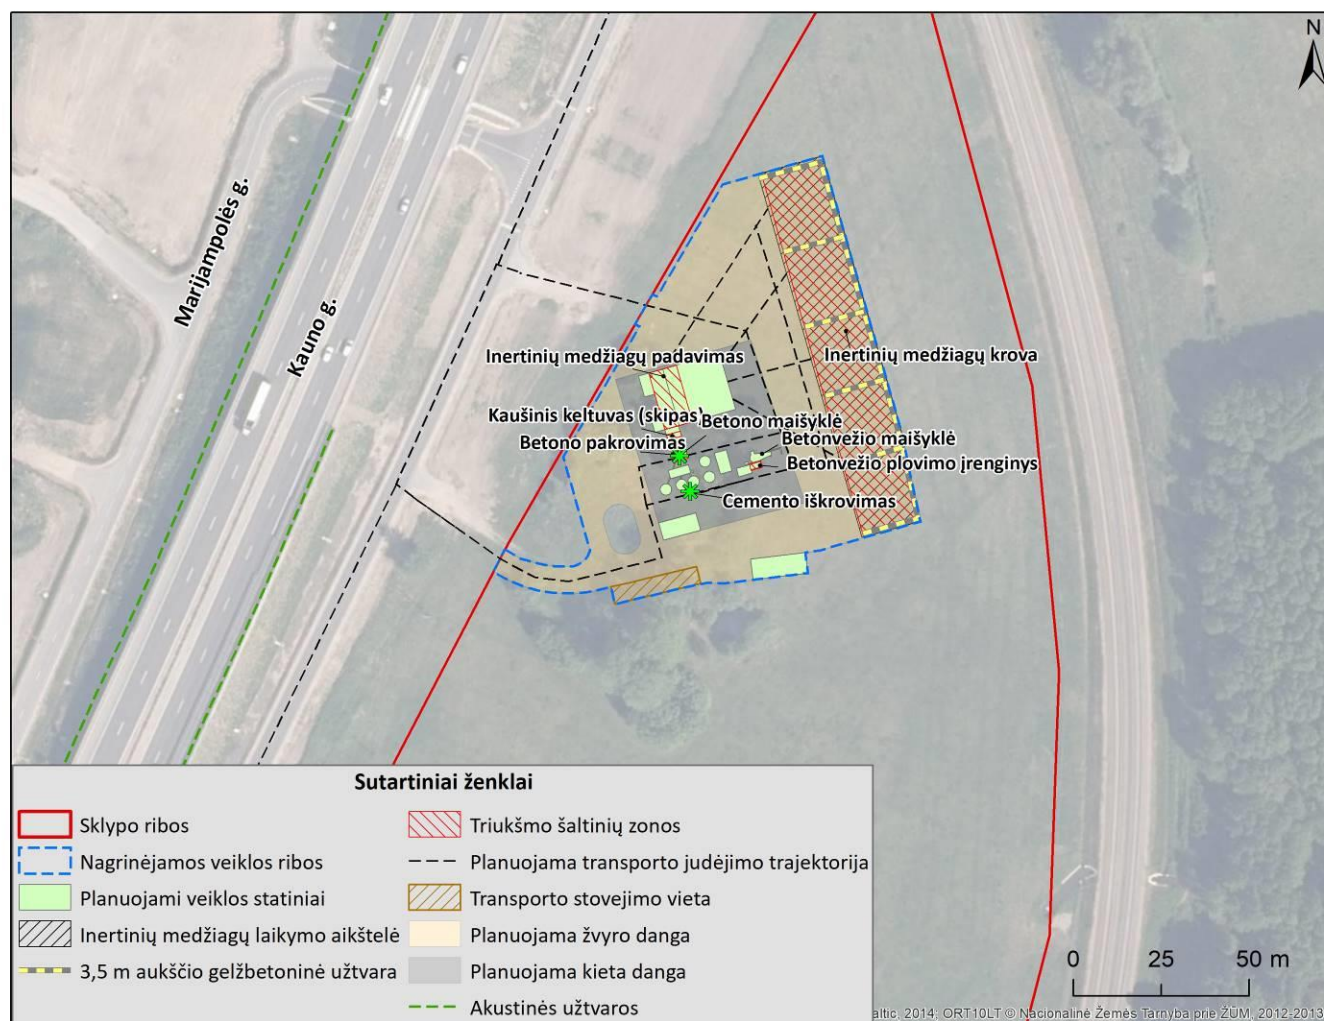 N
Marijampolės g.
Kauno g.
Inertinių medžiagų padavimas
Inertinių medžiagų krova
Kaušinis keltuvas (skipas)
Betono maišyklė
Betono pakrovimas
Betonvežio maišyklė
Betonvežio plovimo įrenginys
Cemento iškrovimas
Sutartiniai ženklai
Sklypo ribos
Nagrinėjamos veiklos ribos
Planuojami veiklos statiniai
Inertinių medžiagų laikymo aikštelė
3,5 m aukščio gelžbetoninė užtvara
Triukšmo šaltinių zonos
Planuojama transporto judėjimo trajektorija
Transporto stovejimo vieta
Planuojama žvyro danga
Planuojama kieta danga
Akustinės užtvaros
0 25 50 m
altic, 2014; ORT10LT © Nacionalinė Žemės Tarnyba prie ŽŪM, 2012-2013